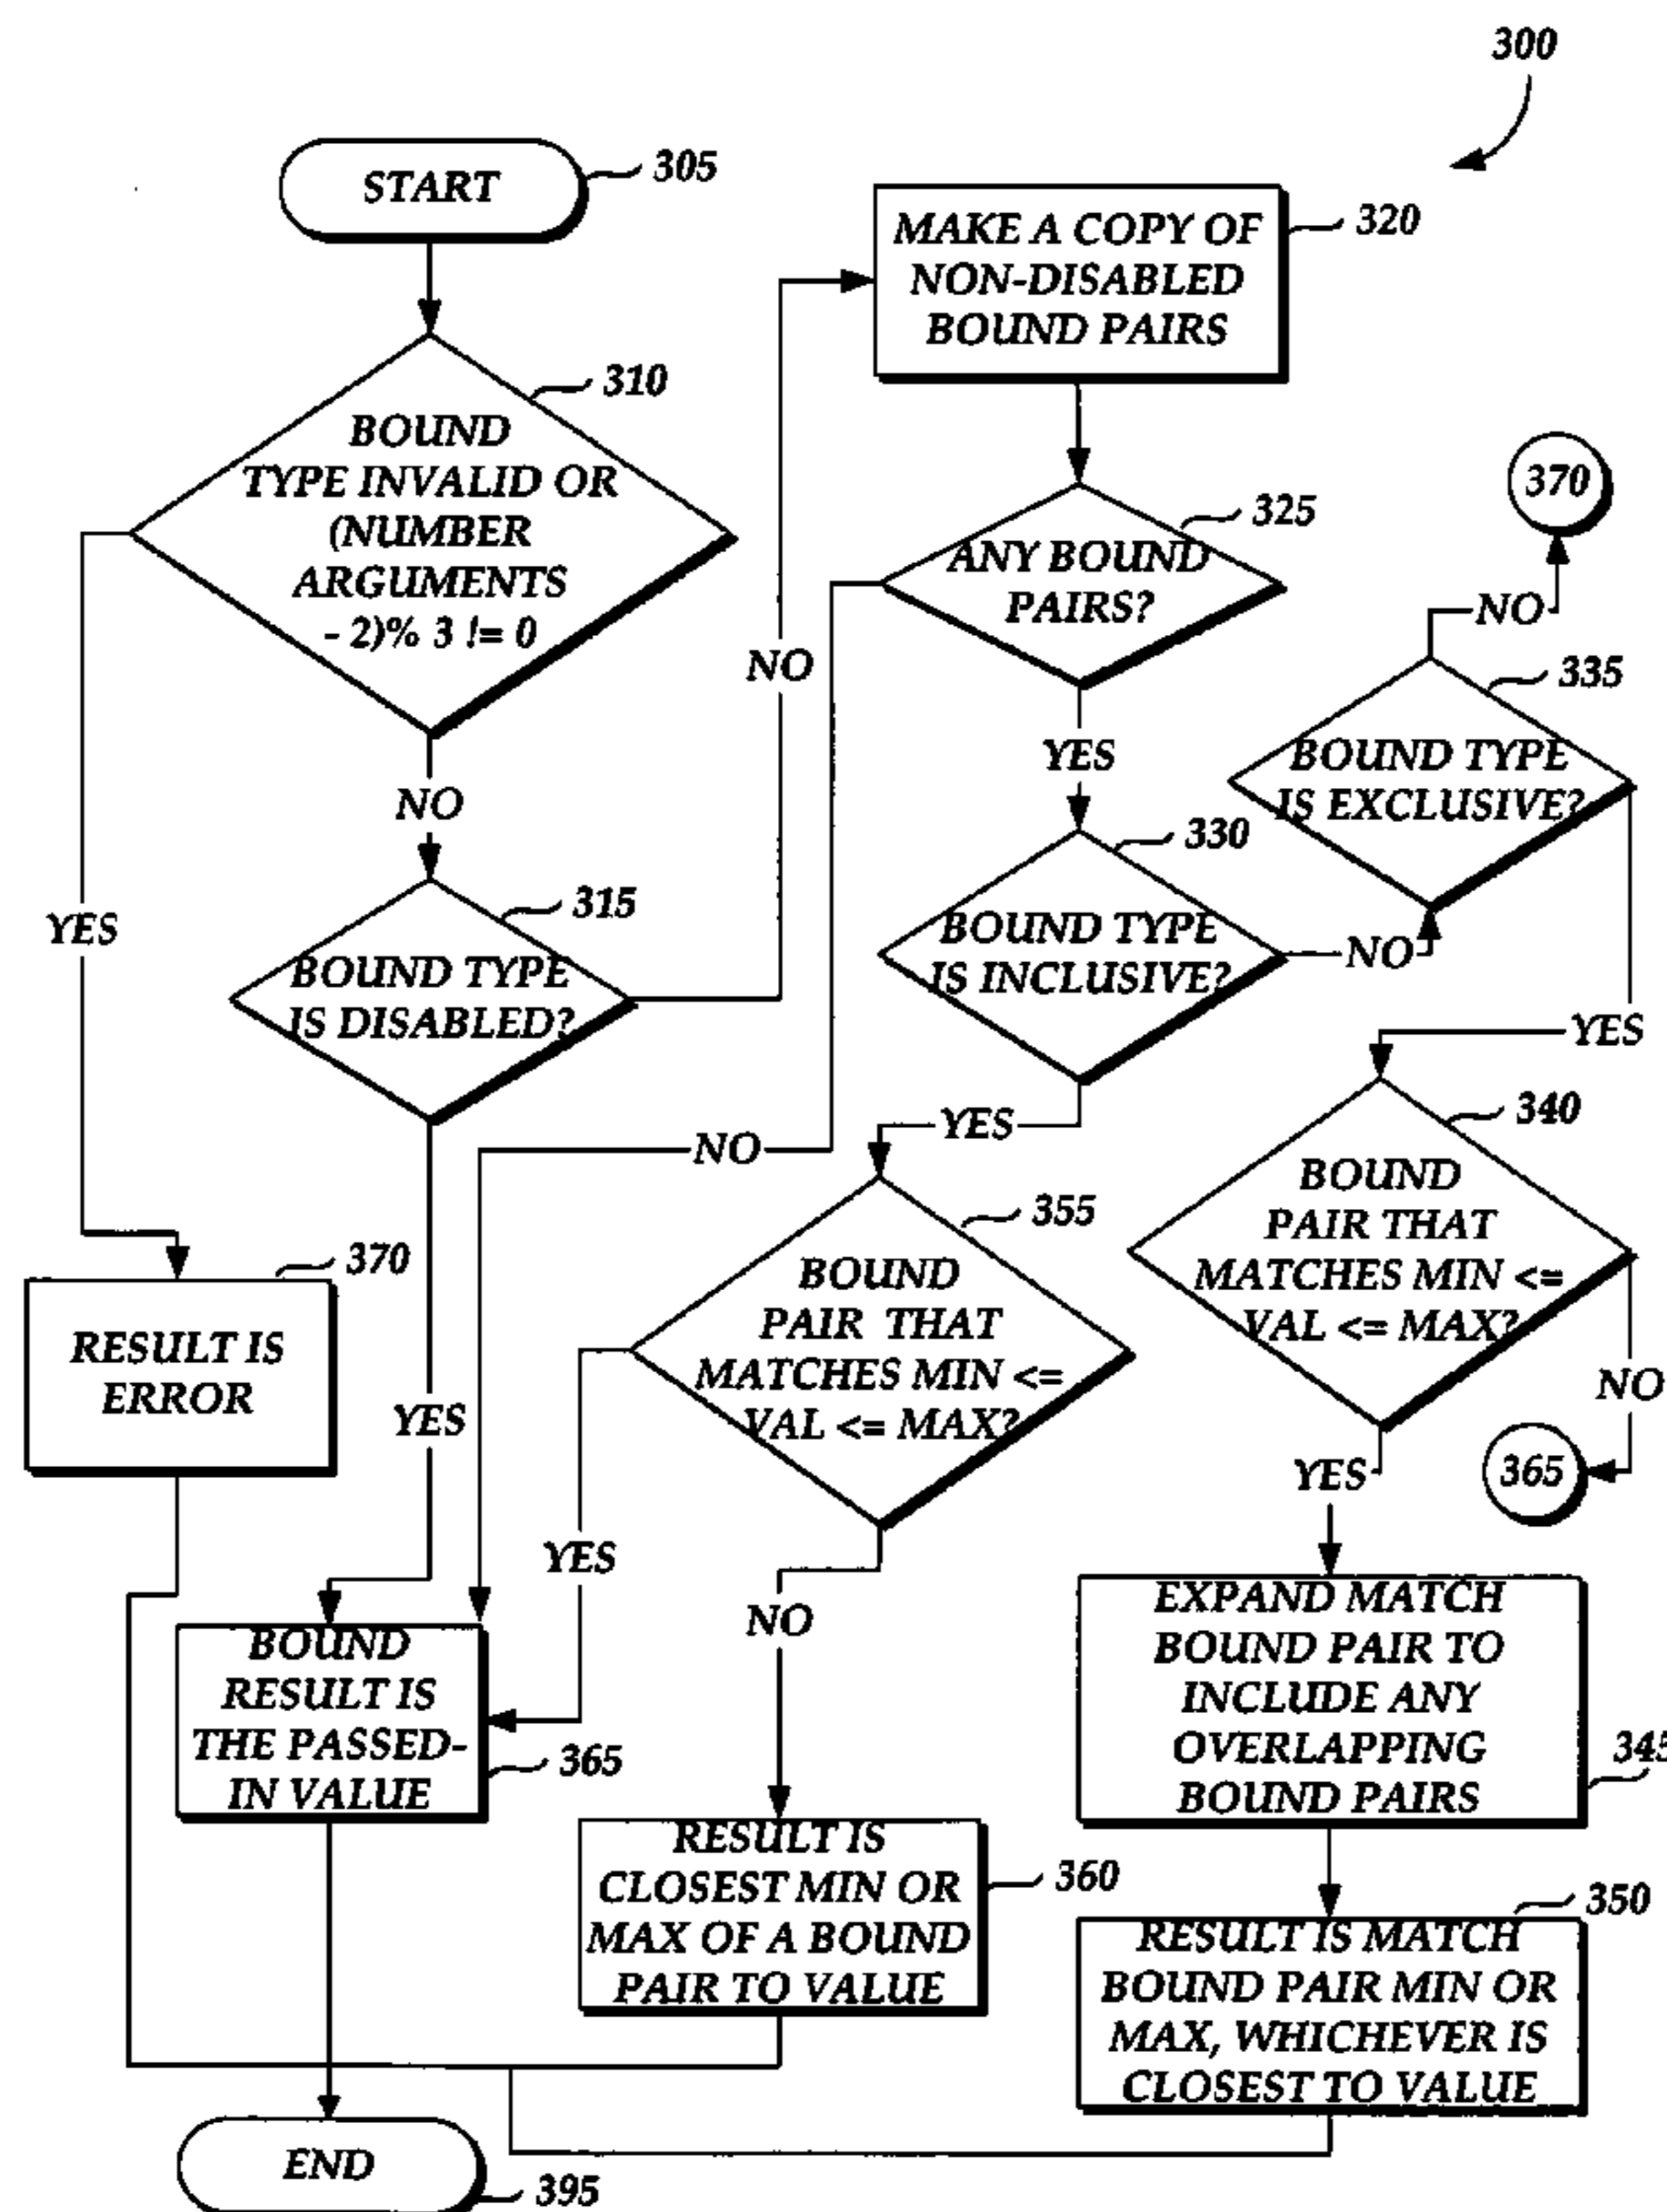 300
START
305
MAKE A COPY OF
NON-DISABLED
BOUND PAIRS
320
310
BOUND
TYPE INVALID OR
(NUMBER
ARGUMENTS
- 2)% 3 != 0
370
325
ANY BOUND
PAIRS?
NO
NO
335
BOUND TYPE
IS EXCLUSIVE?
YES
NO
330
BOUND TYPE
IS INCLUSIVE?
NO
YES
315
BOUND TYPE
IS DISABLED?
YES
YES
340
BOUND
PAIR THAT
MATCHES MIN <=
VAL <= MAX?
NO
355
BOUND
PAIR THAT
MATCHES MIN <=
VAL <= MAX?
370
RESULT IS
ERROR
YES
NO
365
YES
YES
NO
EXPAND MATCH
BOUND PAIR TO
INCLUDE ANY
OVERLAPPING
BOUND PAIRS
345
BOUND
RESULT IS
THE PASSED-
IN VALUE
365
RESULT IS
CLOSEST MIN OR
MAX OF A BOUND
PAIR TO VALUE
360
350
RESULT IS MATCH
BOUND PAIR MIN OR
MAX, WHICHEVER IS
CLOSEST TO VALUE
END
395